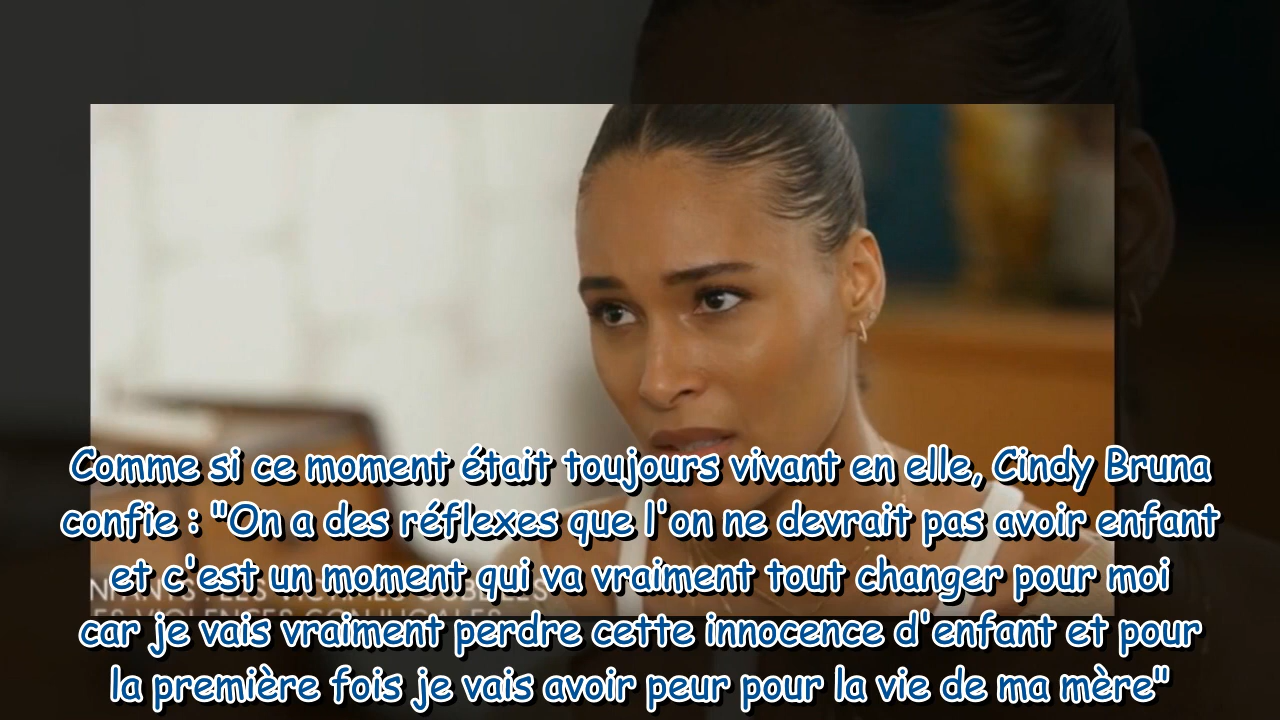 Comme si ce moment était toujours vivant en elle, Cindy Bruna
confie : "On a des réflexes que l'on ne devrait pas avoir enfant
et c'est un moment qui va vraiment tout changer pour moi
car je vais vraiment perdre cette innocence d'enfant et pour
la première fois je vais avoir peur pour la vie de ma mère"